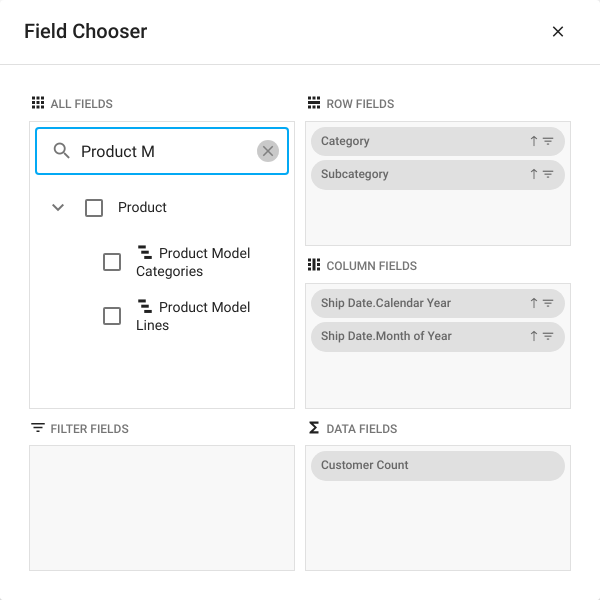 Field Chooser
ALL FIELDS
Product M
Product
Product Model
Categories
Product Model
Lines
ROW FIELDS
Category
Subcategory
COLUMN FIELDS
Ship Date.Calendar Year
Ship Date.Month of Year
FILTER FIELDS
DATA FIELDS
Customer Count